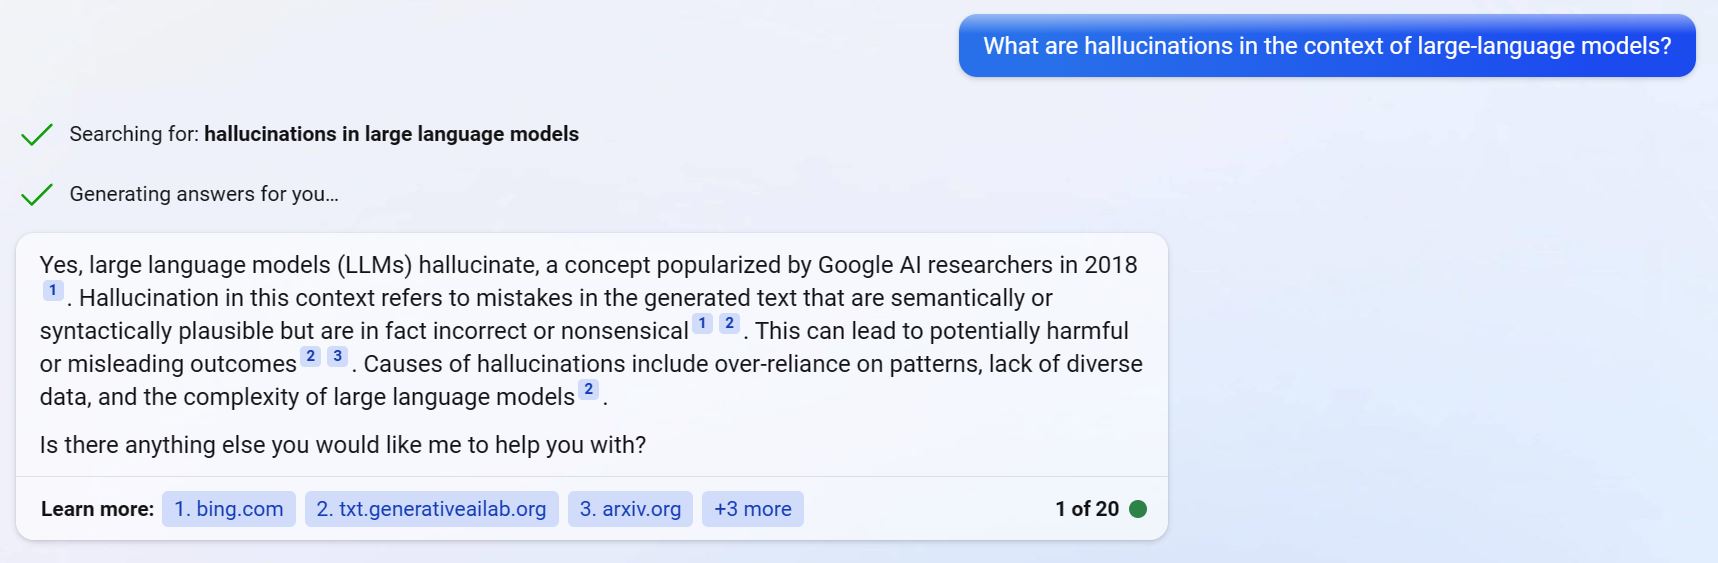 What are hallucinations in the context of large-language models?
Searching for: hallucinations in large language models
Generating answers for you…
Yes, large language models (LLMs) hallucinate, a concept popularized by Google AI researchers in 2018
1 . Hallucination in this context refers to mistakes in the generated text that are semantically or
syntactically plausible but are in fact incorrect or nonsensical 1 2 . This can lead to potentially harmful
or misleading outcomes 2 3 . Causes of hallucinations include over-reliance on patterns, lack of diverse
data, and the complexity of large language models 2 .
Is there anything else you would like me to help you with?
Learn more: 1. bing.com 2. txt.generativeailab.org 3. arxiv.org +3 more 1 of 20